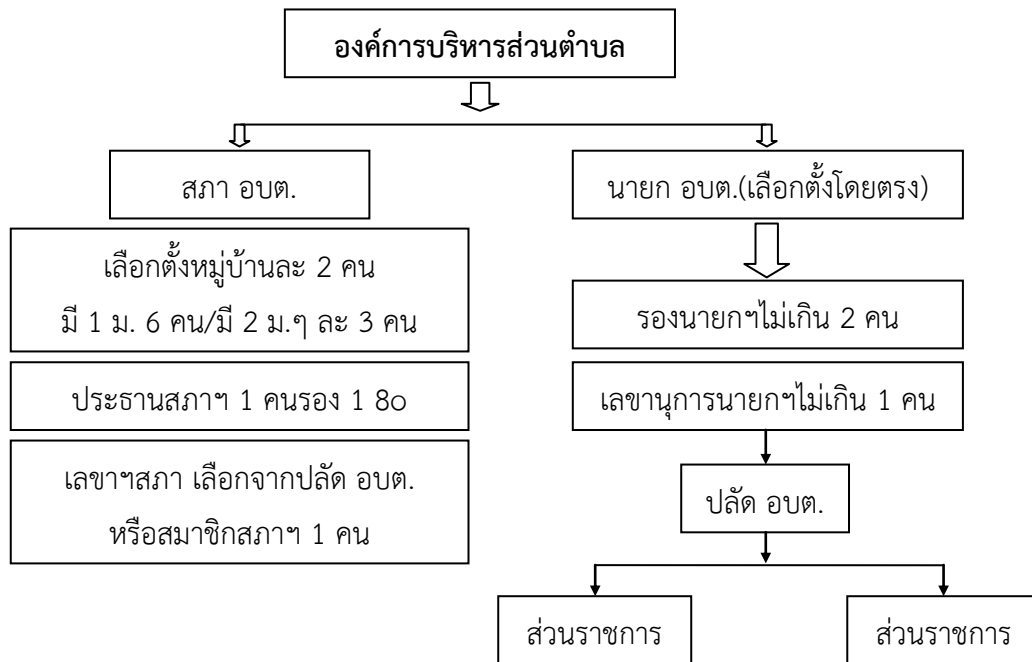 องค์การบริหารส่วนตำบล
สภา อบต.
เลือกตั้งหมู่บ้านละ 2 คน
มี 1 ม. 6 คน/มี 2 ม.ๆ ละ 3 คน
ประธานสภาฯ 1 คนรอง 1 8o
เลขาฯสภา เลือกจากปลัด อบต.
หรือสมาชิกสภาฯ 1 คน
นายก อบต.(เลือกตั้งโดยตรง)
รองนายกฯไม่เกิน 2 คน
เลขานุการนายกฯไม่เกิน 1 คน
ปลัด อบต.
ส่วนราชการ
ส่วนราชการ